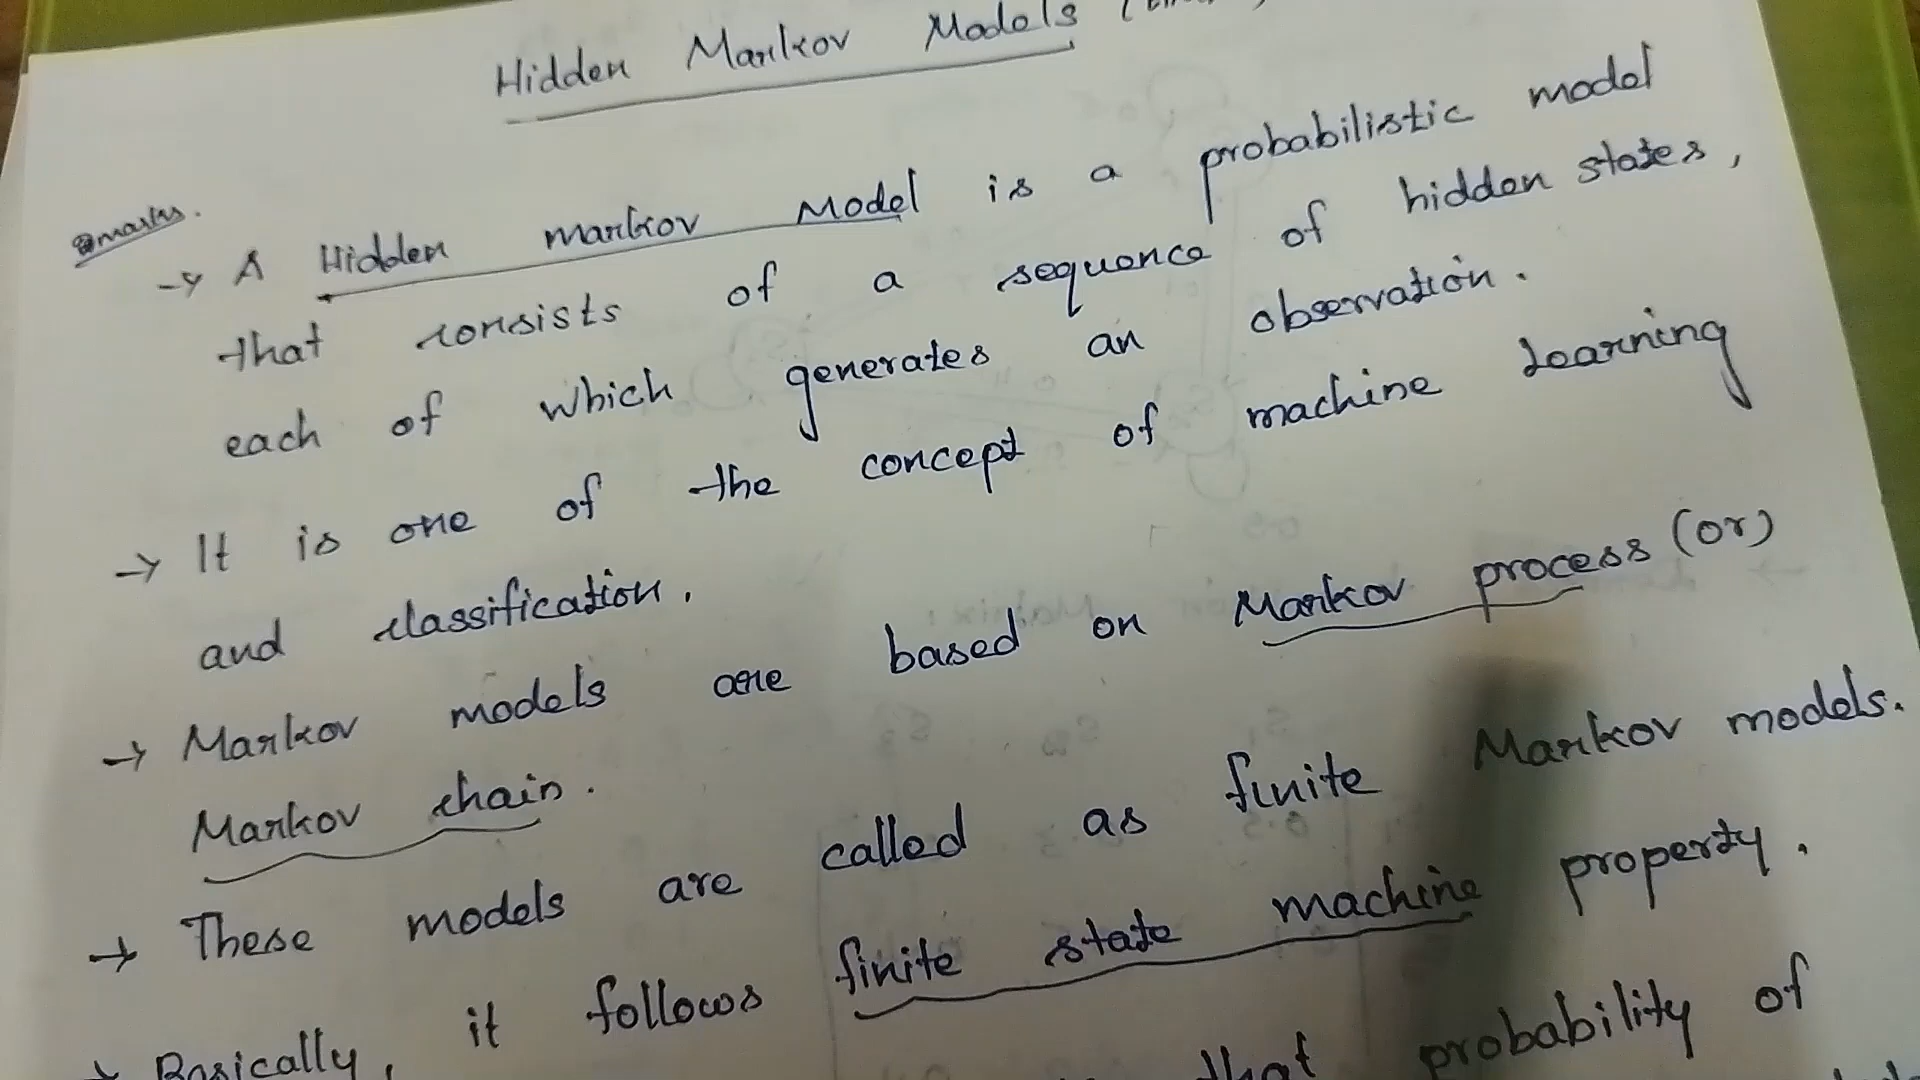 Hidden Markov Models
marks.
→ A Hidden markov Model is a probabilistic model
that consists of a sequence of hidden states,
each of which generates an observation.
→ It is one of the concept of machine learning
and classification.
→ Markov models are based on Markov process (or)
Markov chain.
→ These models are called as finite Markov models.
→ Basically, it follows finite state machine property.
that probability of